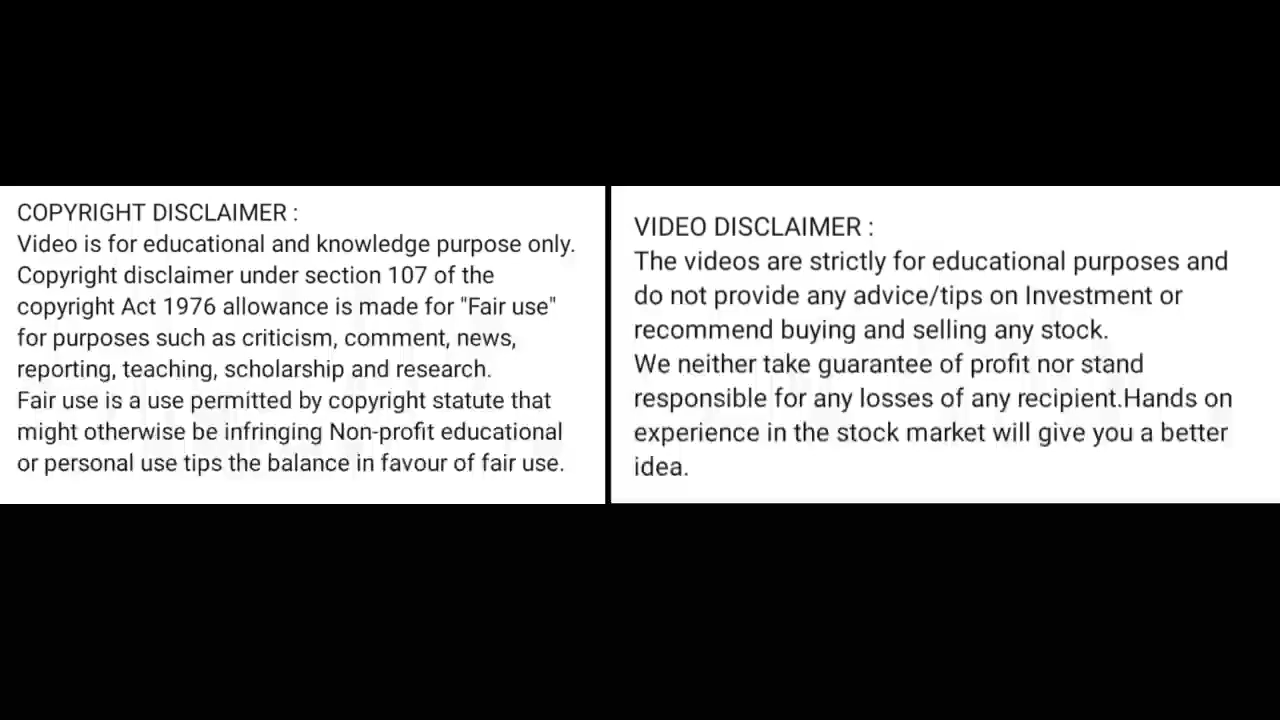 COPYRIGHT DISCLAIMER :
Video is for educational and knowledge purpose only.
Copyright disclaimer under section 107 of the
copyright Act 1976 allowance is made for "Fair use"
for purposes such as criticism, comment, news,
reporting, teaching, scholarship and research.
Fair use is a use permitted by copyright statute that
might otherwise be infringing Non-profit educational
or personal use tips the balance in favour of fair use.
VIDEO DISCLAIMER :
The videos are strictly for educational purposes and
do not provide any advice/tips on Investment or
recommend buying and selling any stock.
We neither take guarantee of profit nor stand
responsible for any losses of any recipient.Hands on
experience in the stock market will give you a better
idea.